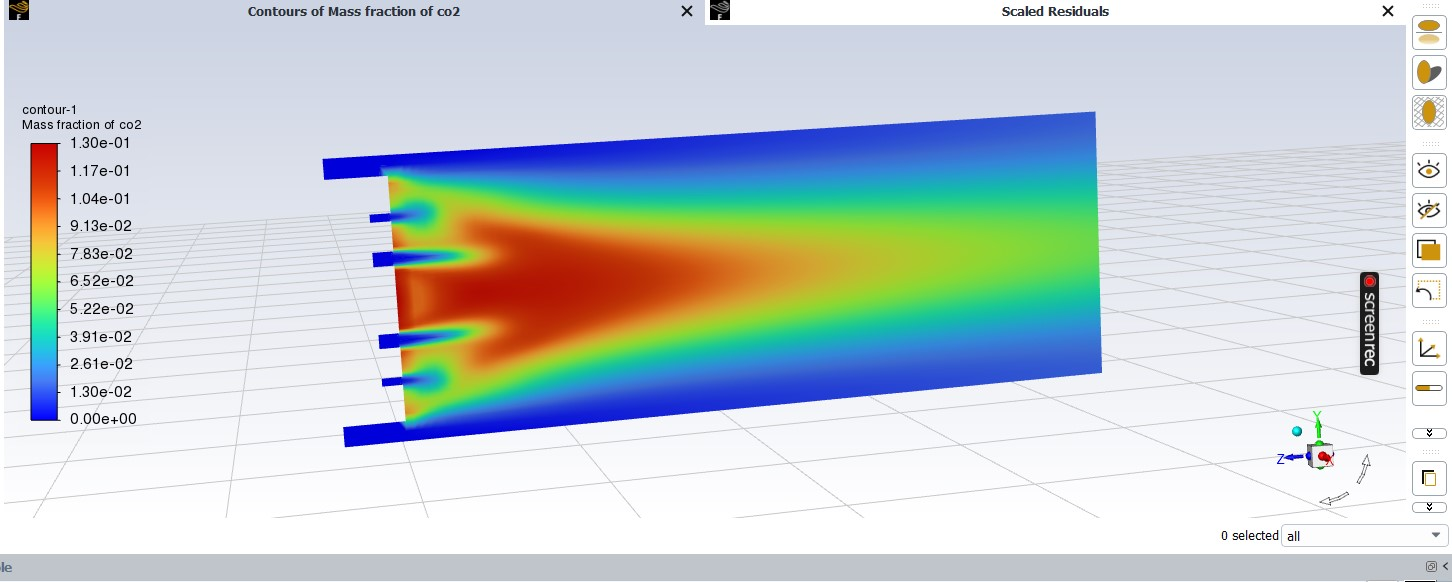 Contours of Mass fraction of co2
Scaled Residuals
contour-1
Mass fraction of co2
1.30e-01
1.17e-01
1.04e-01
9.13e-02
7.83e-02
6.52e-02
5.22e-02
3.91e-02
2.61e-02
1.30e-02
0.00e+00
screenrec
Y
Z
X
0 selected all
le